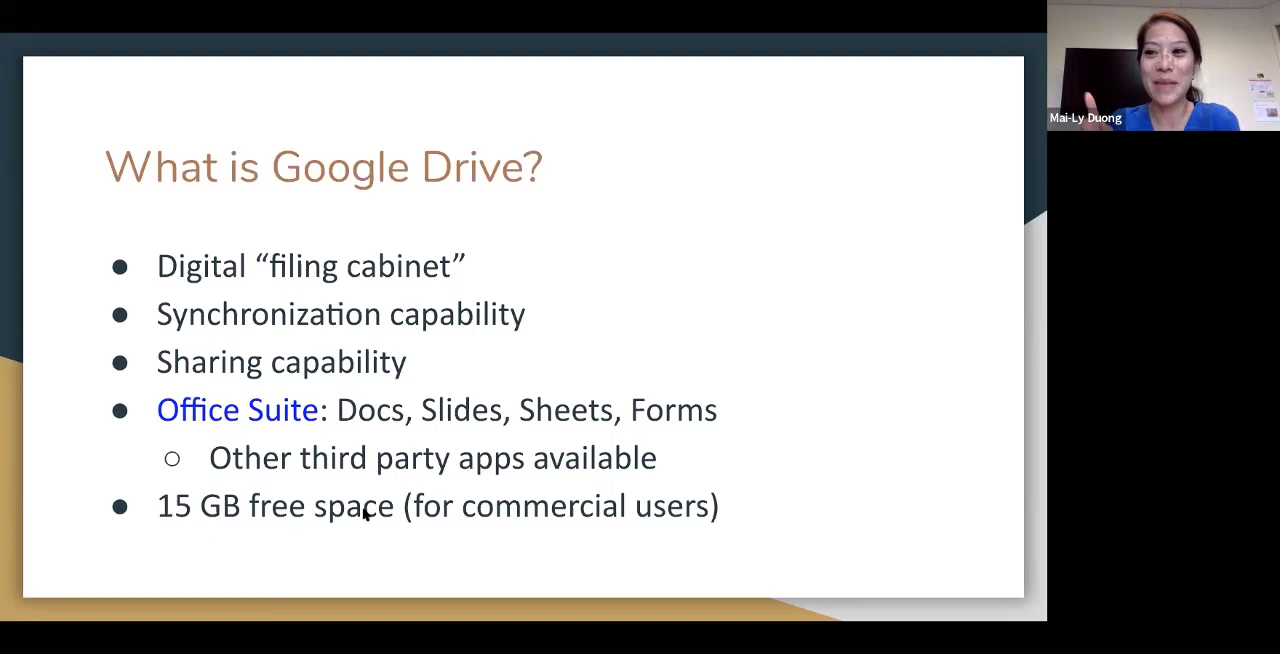 What is Google Drive?
● Digital “filing cabinet”
● Synchronization capability
● Sharing capability
● Office Suite: Docs, Slides, Sheets, Forms
○ Other third party apps available
● 15 GB free space (for commercial users)
Mai-Ly Duong